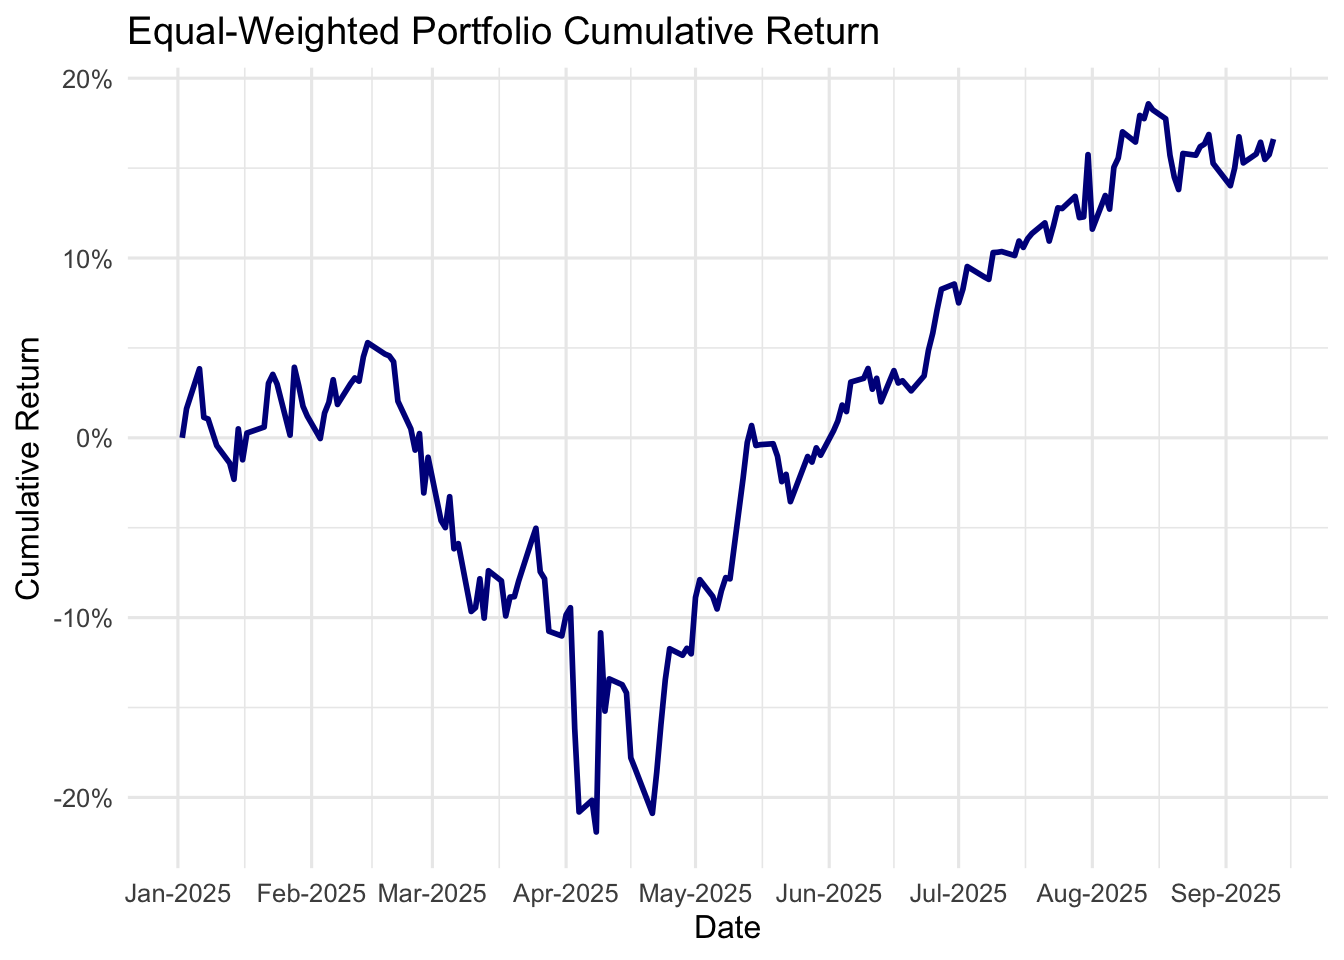 Equal-Weighted Portfolio Cumulative Return
Cumulative Return
20%
10%
0%
-10%
-20%
Jan-2025 Feb-2025 Mar-2025 Apr-2025 May-2025 Jun-2025 Jul-2025 Aug-2025 Sep-2025
Date